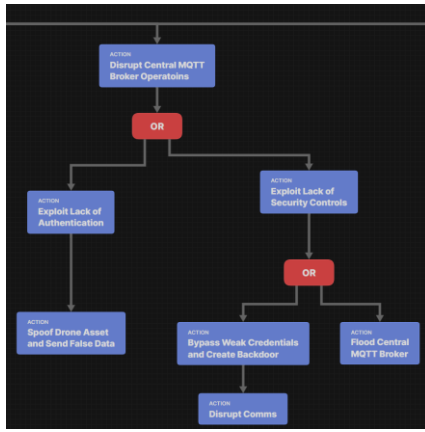 ACTION
Disrupt Central MQTT
Broker Operatoins
OR
ACTION
Exploit Lack of
Authentication
ACTION
Exploit Lack of
Security Controls
OR
ACTION
Spoof Drone Asset
and Send False Data
ACTION
Bypass Weak Credentials
and Create Backdoor
ACTION
Flood Central
MQTT Broker
ACTION
Disrupt Comms